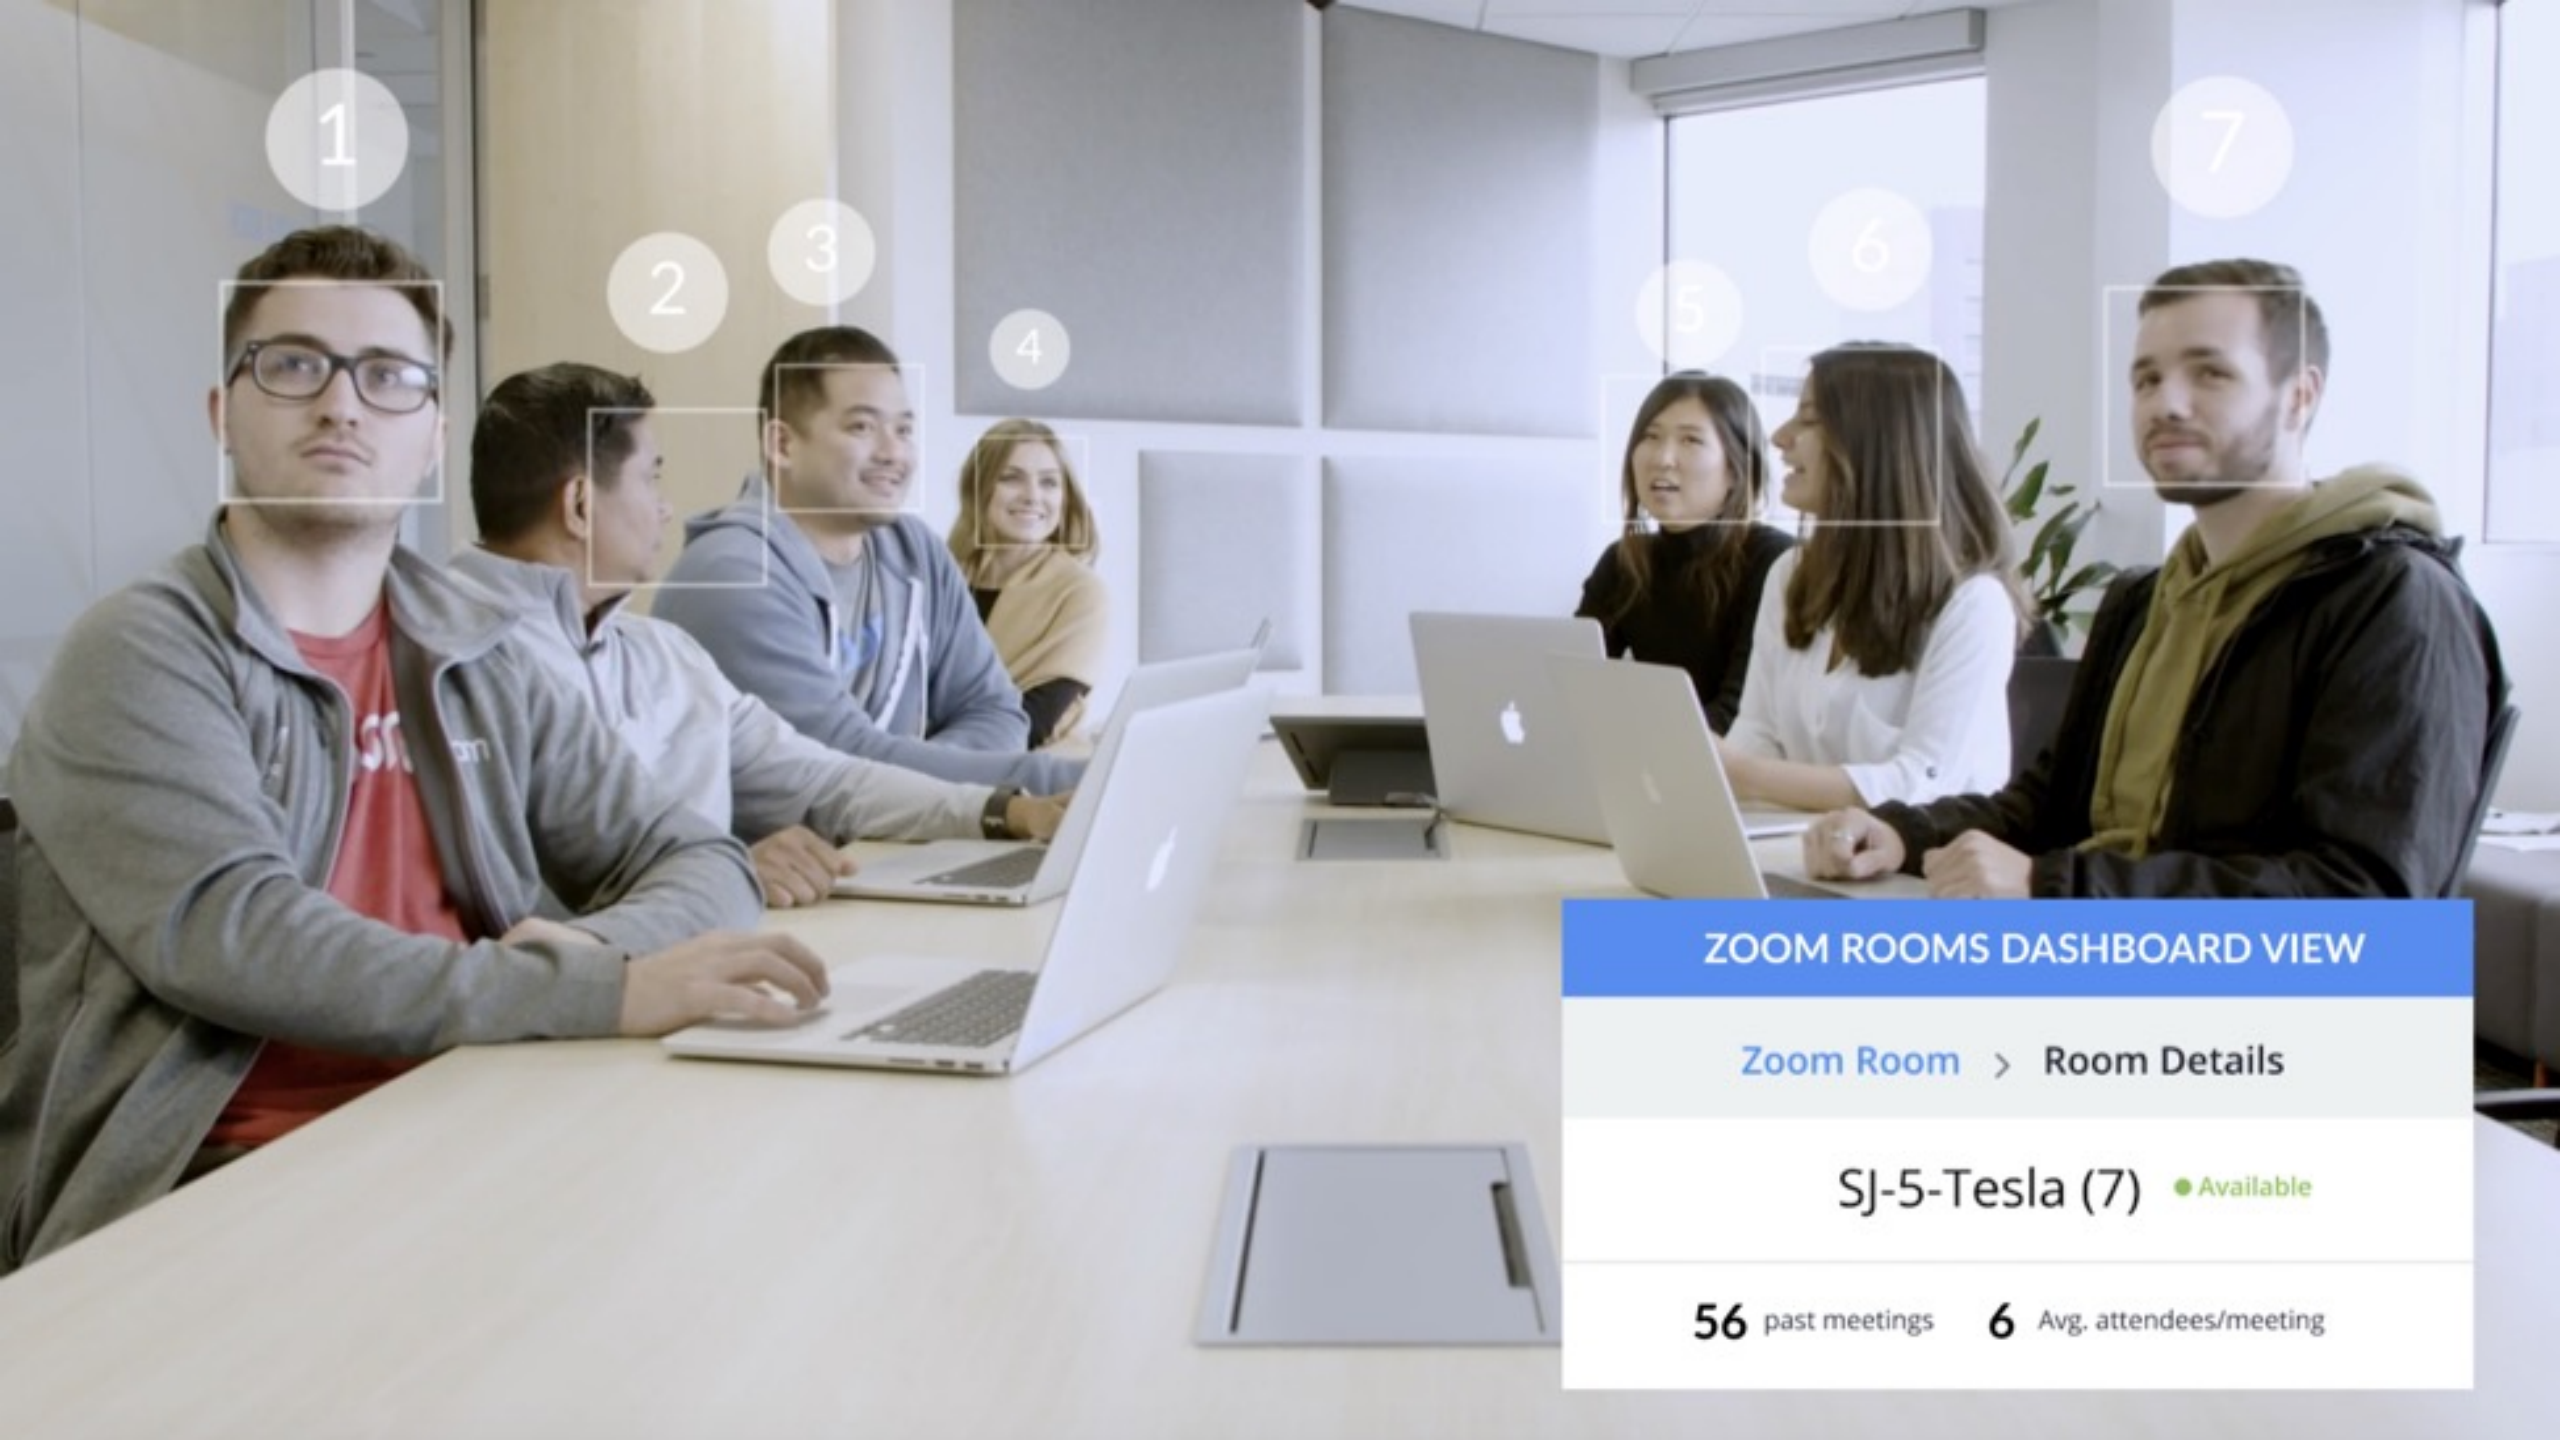 1
2
3
4
5
6
7
ZOOM ROOMS DASHBOARD VIEW
Zoom Room > Room Details
SJ-5-Tesla (7) Available
56 past meetings 6 Avg. attendees/meeting